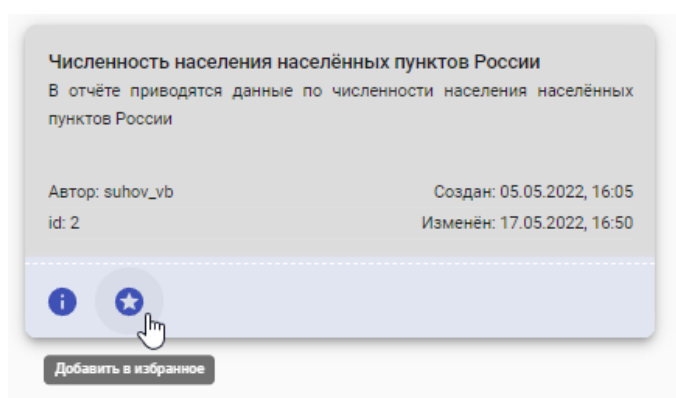 Численность населения населённых пунктов России
В отчёте приводятся данные по численности населения населённых
пунктов России
Автор: suhov_vb
Создан: 05.05.2022, 16:05
id: 2
Изменён: 17.05.2022, 16:50
Добавить в избранное